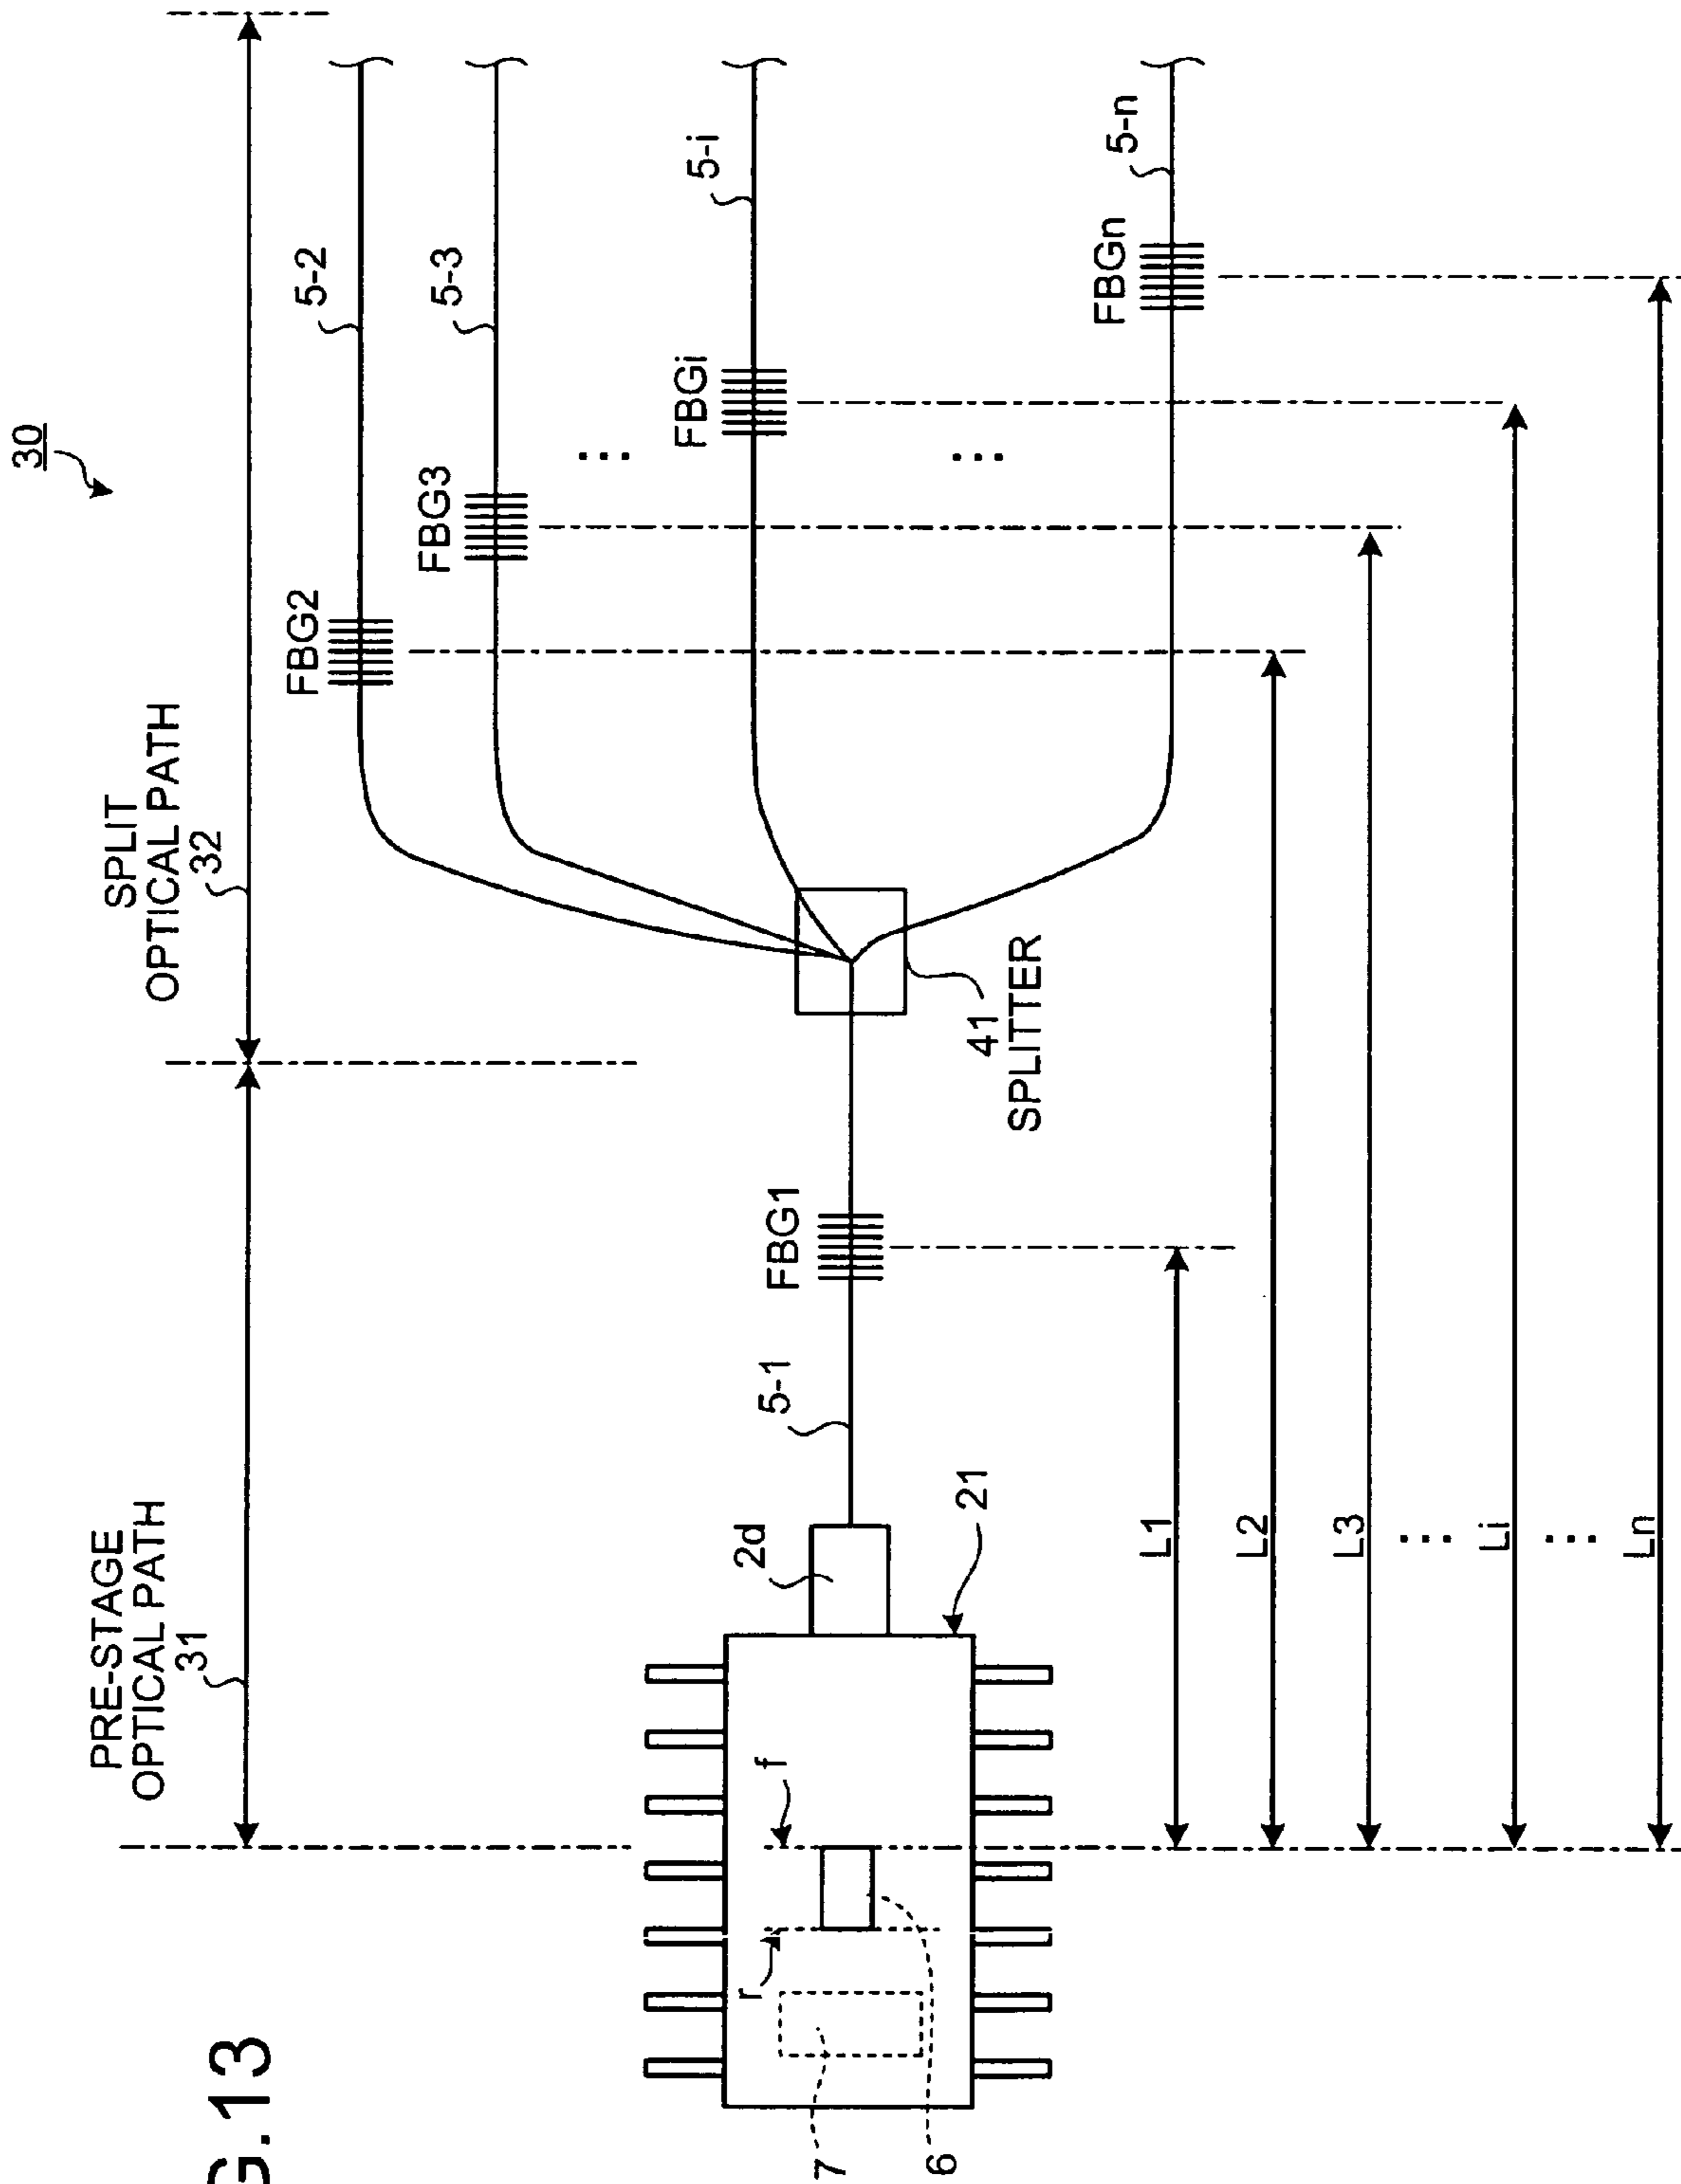 G.13
30
PRE-STAGE
OPTICAL PATH
31
SPLIT
OPTICAL PATH
32
5-2
FBG2
5-3
FBG3
...
5-i
FBGi
...
5-n
FBGn
41
SPLITTER
FBG1
5-1
2d
21
f
r
7
6
L1
L2
L3
...
Li
...
Ln